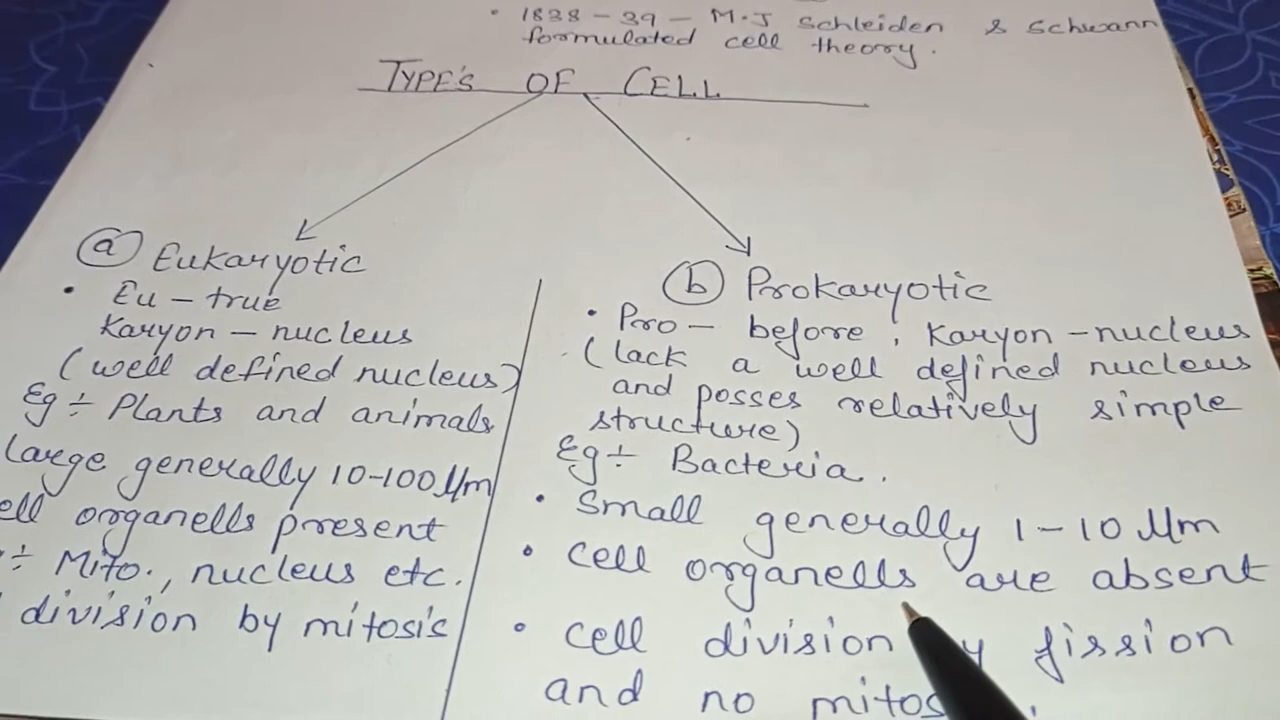 • 1838-39 - M.J Schleiden & Schwann
formulated cell theory.
TYPE'S OF CELL
(a) Eukaryotic
• Eu - true
Karyon - nucleus
(well defined nucleus)
Eg ÷ Plants and animals
Large generally 10-100 µm
ell organells present
÷ Mito., nucleus etc.
division by mitosis
(b) Prokaryotic
• Pro - before, Karyon - nucleus
(lack a well defined nucleus
and posses relatively simple
structure)
Eg ÷ Bacteria.
• Small generally 1-10 µm
• Cell organells are absent
• Cell division y fission
and no mitos .